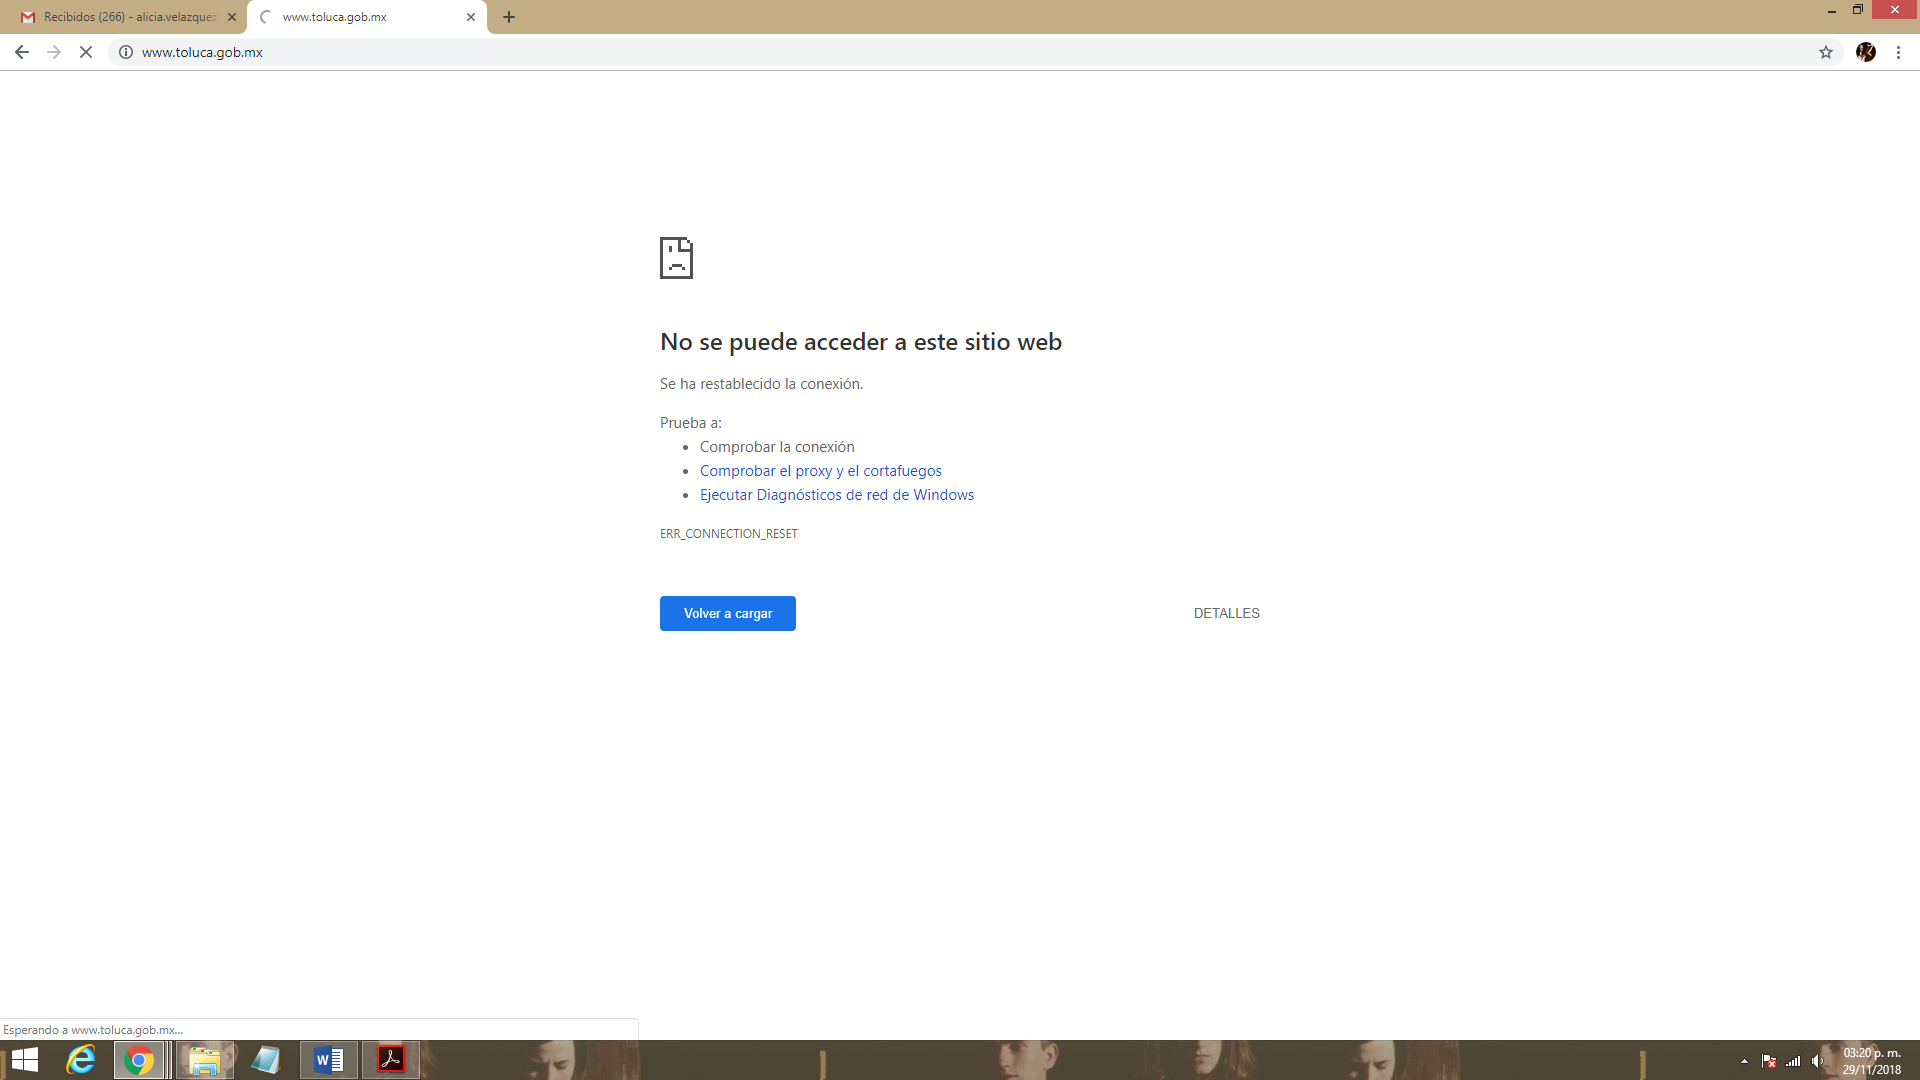 Recibidos (266) - alicia.velazquez
www.toluca.gob.mx
www.toluca.gob.mx
No se puede acceder a este sitio web
Se ha restablecido la conexión.
Prueba a:
Comprobar la conexión
Comprobar el proxy y el cortafuegos
Ejecutar Diagnósticos de red de Windows
ERR_CONNECTION_RESET
Volver a cargar
DETALLES
Esperando a www.toluca.gob.mx...
03:20 p. m.
29/11/2018